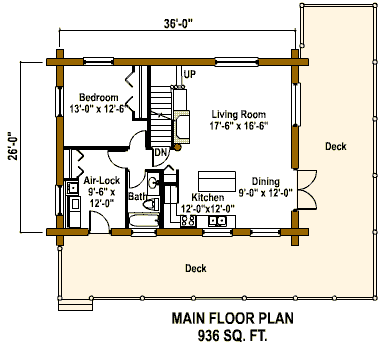 36'-0"
26'-0"
UP
Bedroom
13'-0" x 12'-6"
Living Room
17'-6" x 16'-6"
Deck
DN
Air-Lock
9'-6" x
12'-0"
Bath
Kitchen
12'-0"x12'-0"
Dining
9'-0" x 12'-0"
Deck
MAIN FLOOR PLAN
936 SQ. FT.